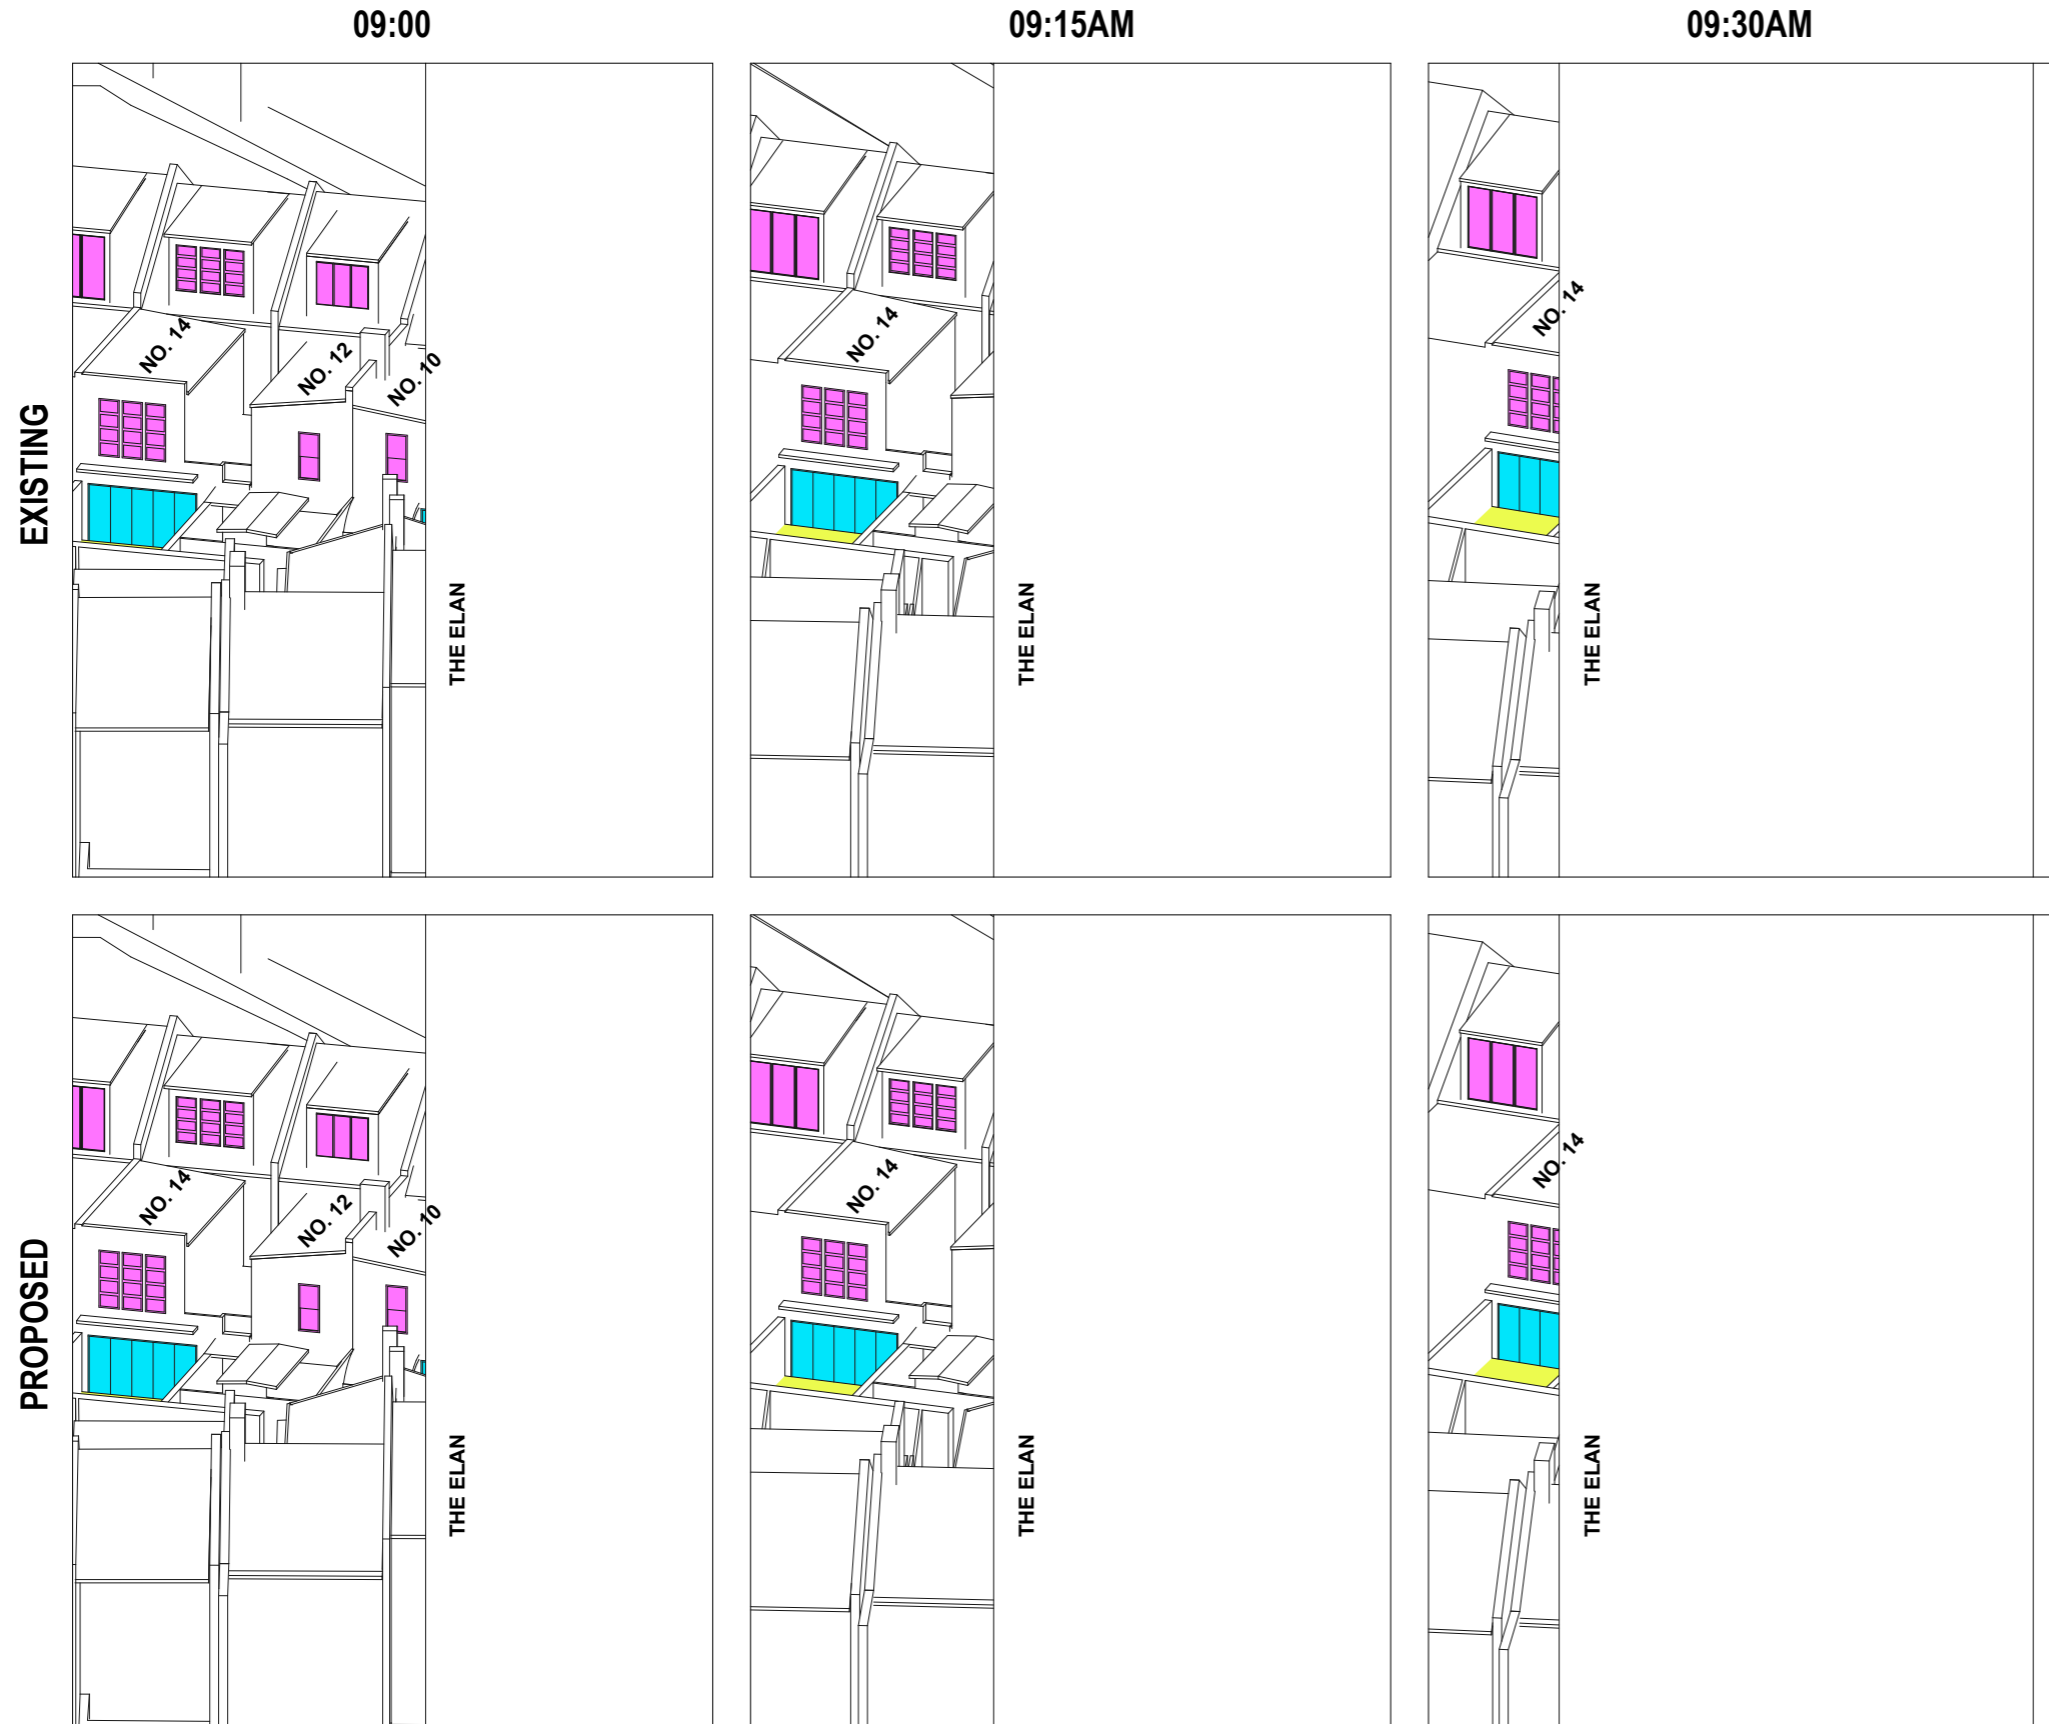 09:00
09:15AM
09:30AM
EXISTING
NO. 14
NO. 12
NO. 10
THE ELAN
NO. 14
THE ELAN
NO. 14
THE ELAN
PROPOSED
NO. 14
NO. 12
NO. 10
THE ELAN
NO. 14
THE ELAN
NO. 14
THE ELAN